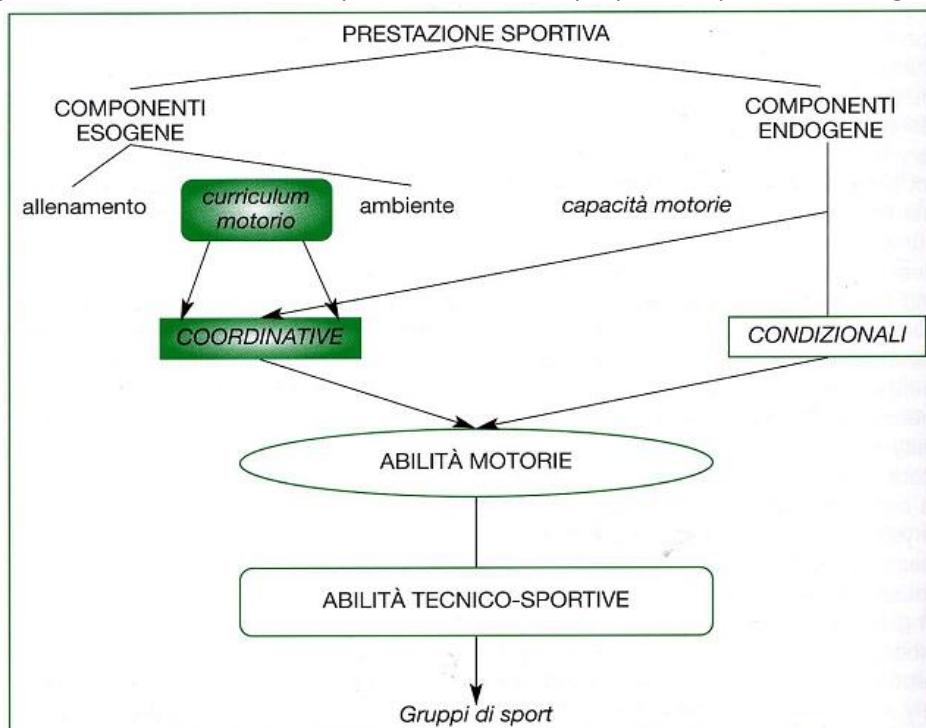 PRESTAZIONE SPORTIVA
COMPONENTI
ESOGENE
COMPONENTI
ENDOGENE
allenamento
curriculum
motorio
ambiente
capacità motorie
COORDINATIVE
CONDIZIONALI
ABILITÀ MOTORIE
ABILITÀ TECNICO-SPORTIVE
Gruppi di sport